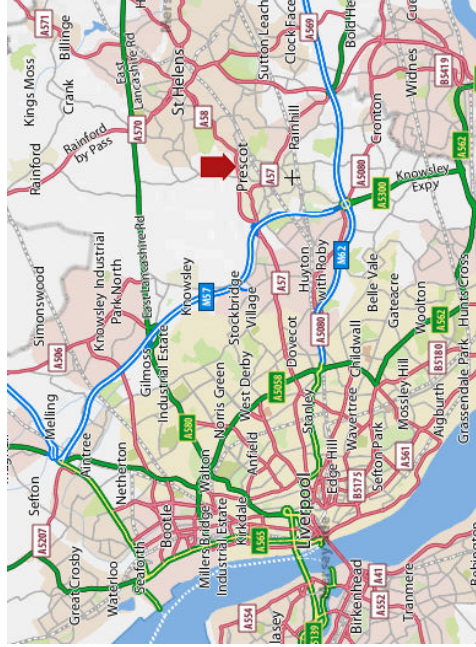 A571
Billinge
Kings Moss
Crank
Rainford
Rainford
by Pass
East
Lancashire Rd
A570
St Helens
A58
Sutton Leach
Clock Face
A569
Prescot
A57
Rainhill
Cronton
Widnes
B5419
A5080
A5300
Knowsley
Expy
A562
Simonswood
Knowsley Industrial
Park North
A506
East Lancashire Rd
Knowsley
M57
Stockbridge
Village
Huyton
with Roby
M62
A57
A5080
Belle Vale
Gateacre
Woolton
Hunts Cross
A562
Melling
Gilmoss
Industrial Estate
A580
Norris Green
West Derby
A5058
Dovecot
Childwall
Stanley
Wavertree
Mossley Hill
B5180
Aigburth
Grassendale Park
Sefton
Aintree
Netherton
A5207
Great Crosby
Waterloo
Seaforth
Bootle
Walton
Millers Bridge
Industrial Estate
Kirkdale
Anfield
A565
Liverpool
Edge Hill
B5175
Sefton Park
A561
A554
A5139
Birkenhead
A41
A552
Tranmere